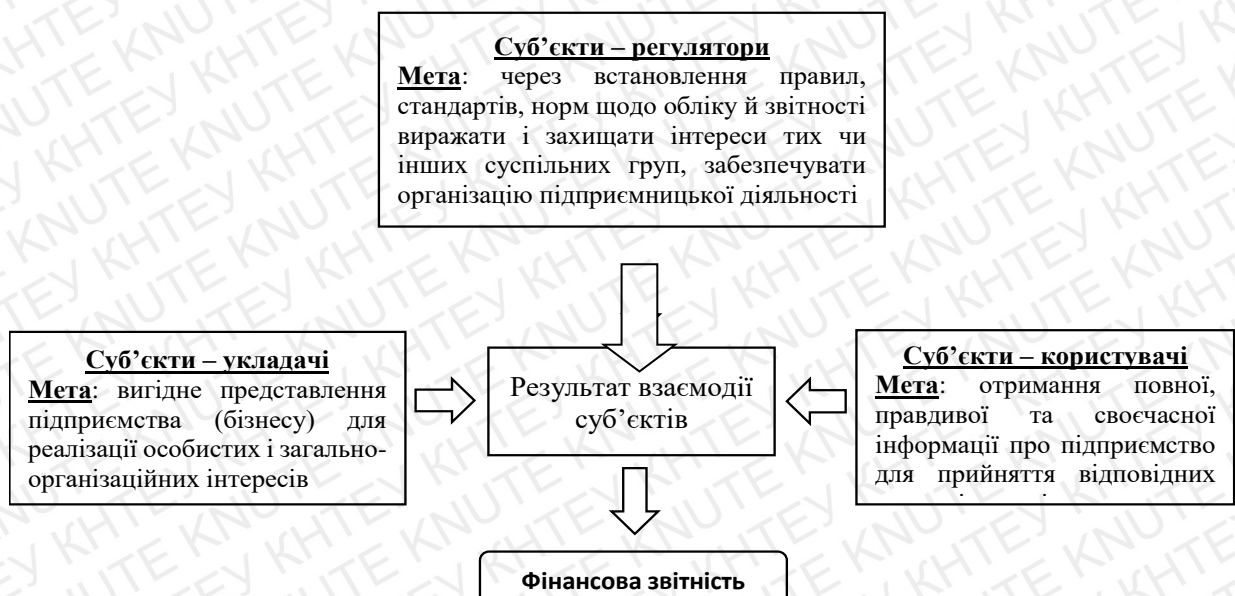 Суб’єкти – регулятори
Мета: через встановлення правил,
стандартів, норм щодо обліку й звітності
виражати і захищати інтереси тих чи
інших суспільних груп, забезпечувати
організацію підприємницької діяльності
Суб’єкти – укладачі
Мета: вигідне представлення
підприємства (бізнесу) для
реалізації особистих і загально-
організаційних інтересів
Результат взаємодії
суб’єктів
Суб’єкти – користувачі
Мета: отримання повної,
правдивої та своєчасної
інформації про підприємство
для прийняття відповідних
Фінансова звітність